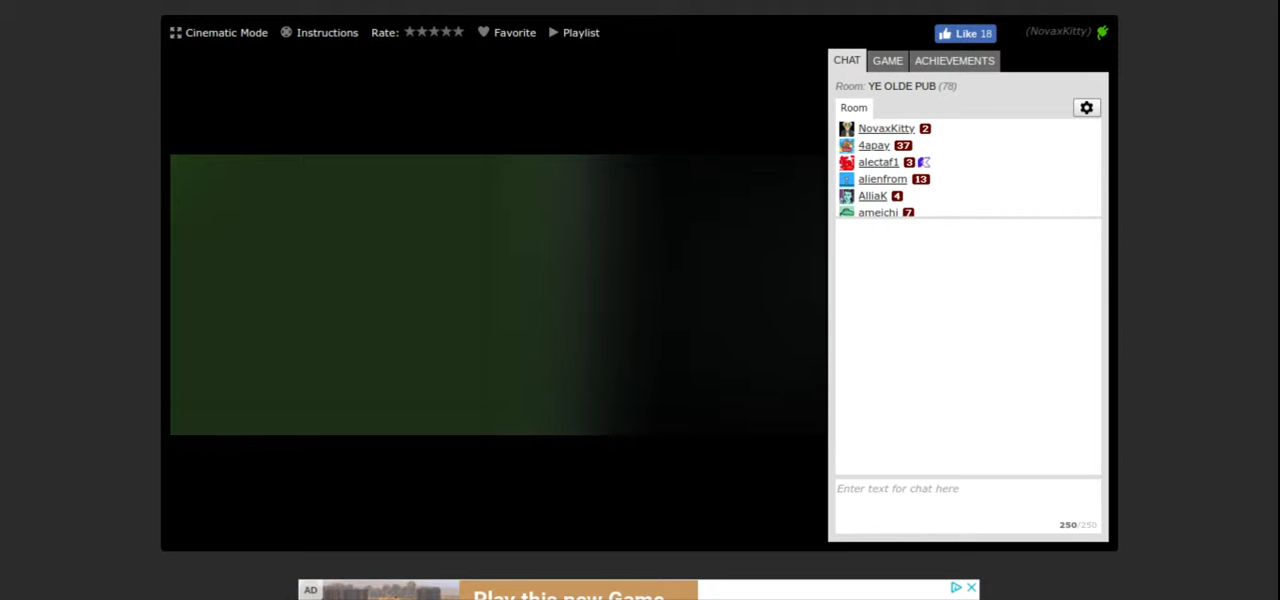 Cinematic Mode Instructions Rate: Favorite Playlist Like 18 (NovaxKitty)
CHAT GAME ACHIEVEMENTS
Room: YE OLDE PUB (78)
Room
NovaxKitty 2
4apay 37
alectaf1 3
alienfrom 13
AlliaK 4
ameichi 7
Enter text for chat here
250/250
AD
Play this new Game